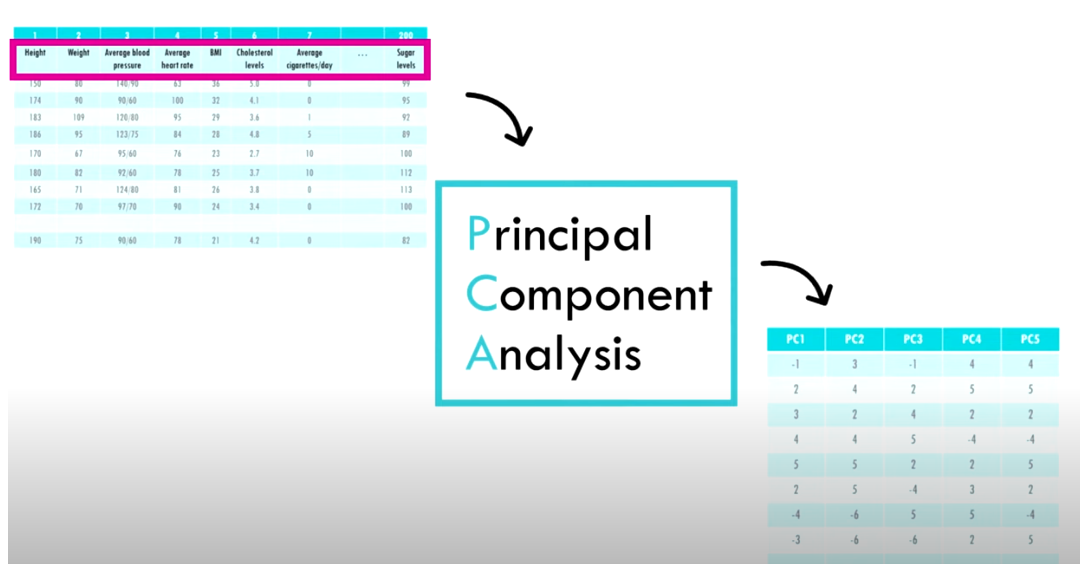 1 2 3 4 5 6 7 200
Height Weight Average blood pressure Average heart rate BMI Cholesterol levels Average cigarettes/day ... Sugar levels
150 80 140/90 63 36 5.0 0 99
174 90 90/60 100 32 4.1 0 95
183 109 120/80 95 29 3.6 1 92
186 95 123/75 84 28 4.8 5 89
170 67 95/60 76 23 2.7 10 100
180 82 92/60 78 25 3.7 10 112
165 71 124/80 81 26 3.8 0 113
172 70 97/70 90 24 3.4 0 100
190 75 90/60 78 21 4.2 0 82
Principal
Component
Analysis
PC1 PC2 PC3 PC4 PC5
-1 3 -1 4 4
2 4 2 5 5
3 2 4 2 2
4 4 5 -4 -4
5 5 2 2 5
2 5 -4 3 2
-4 -6 5 5 -4
-3 -6 -6 2 5